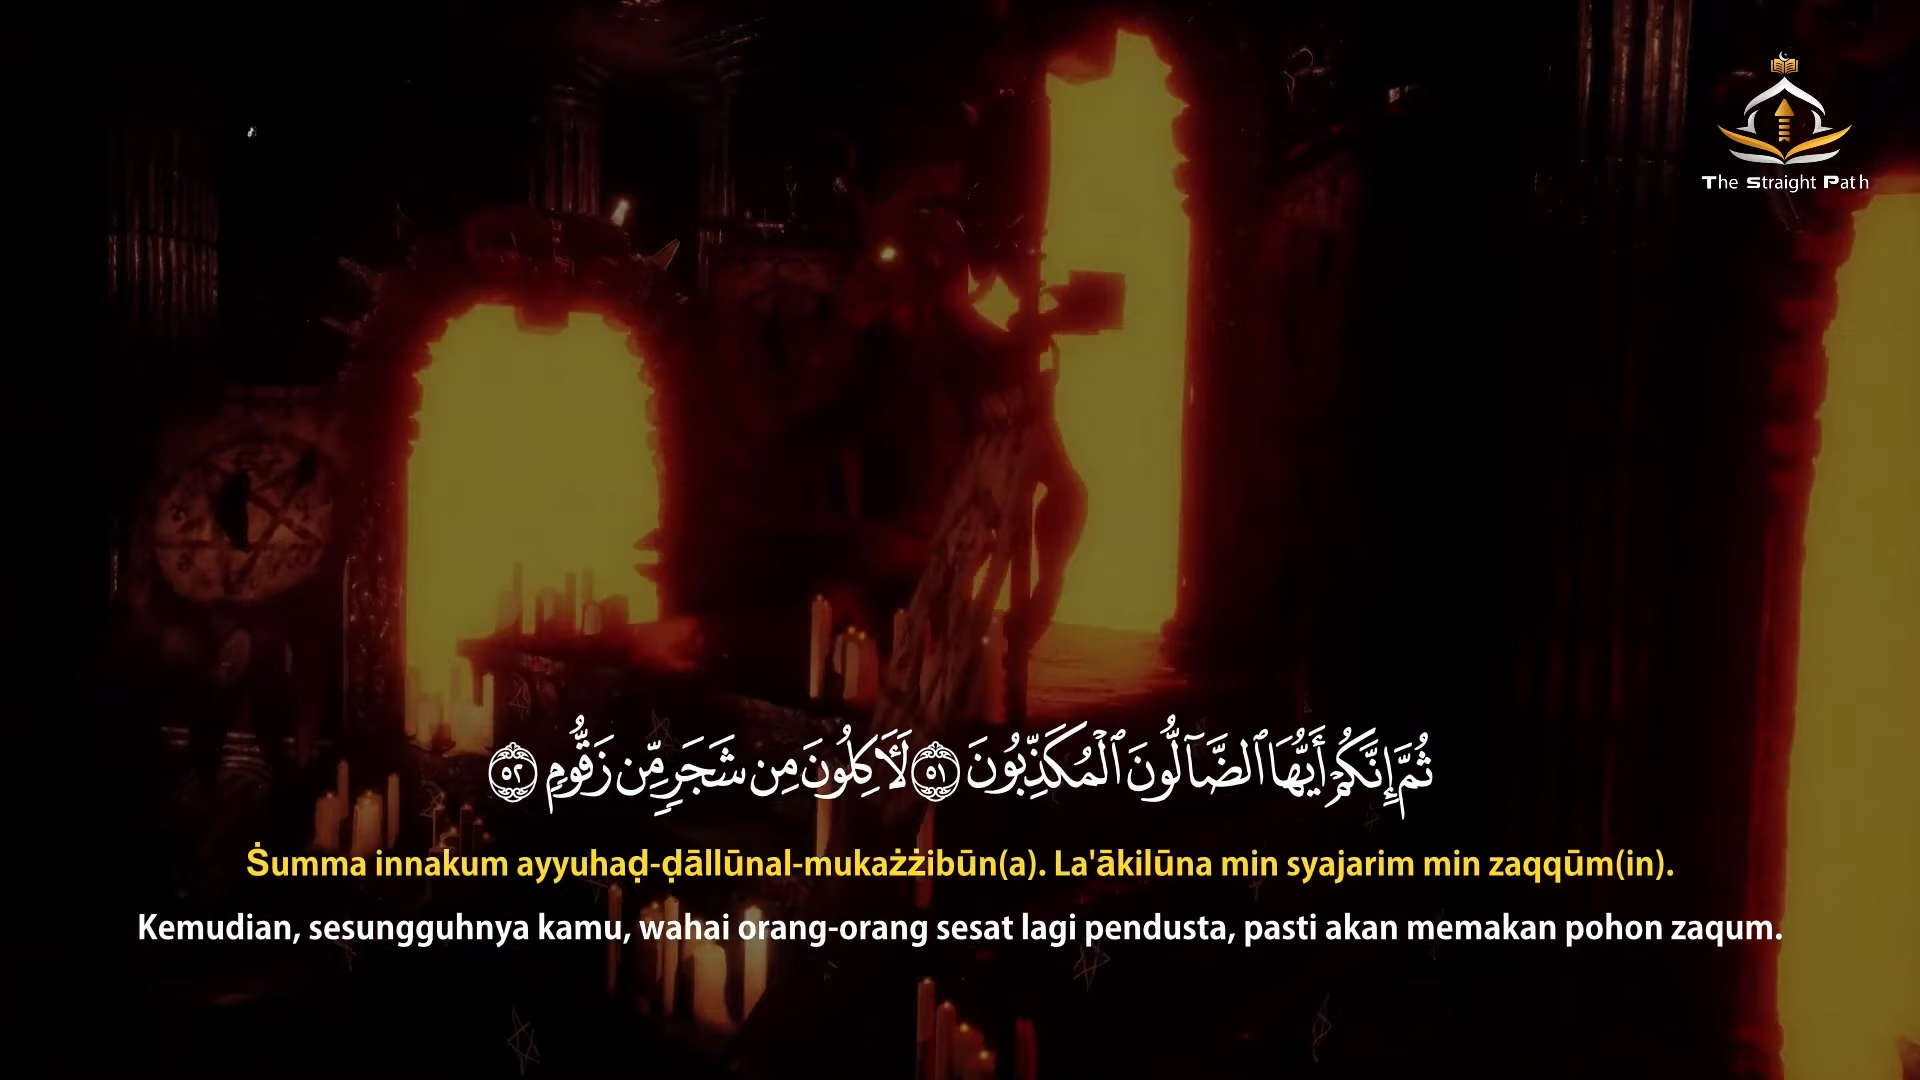 The Straight Path
ثُمَّ إِنَّكُمْ أَيُّهَا ٱلضَّآلُّونَ ٱلْمُكَذِّبُونَ ٥١ لَـَٔاكِلُونَ مِن شَجَرٍ مِّن زَقُّومٍ ٥٢
Ṡumma innakum ayyuhaḍ-ḍāllūnal-mukażżibūn(a). La'ākilūna min syajarim min zaqqūm(in).
Kemudian, sesungguhnya kamu, wahai orang-orang sesat lagi pendusta, pasti akan memakan pohon zaqum.